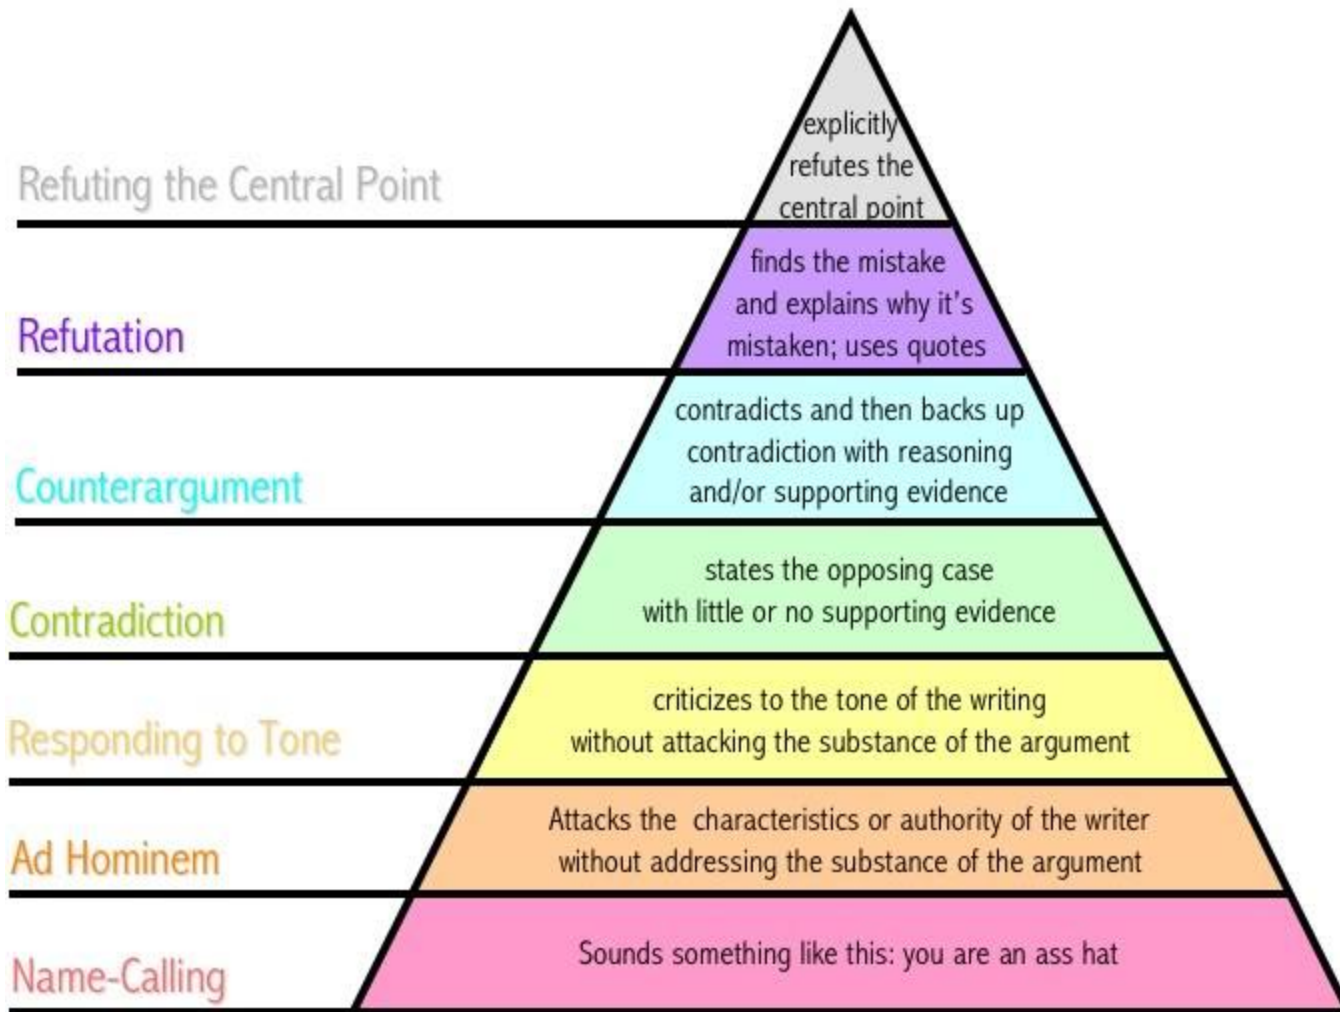 explicitly
refutes the
central point
Refuting the Central Point
finds the mistake
and explains why it's
mistaken; uses quotes
Refutation
contradicts and then backs up
contradiction with reasoning
and/or supporting evidence
Counterargument
states the opposing case
with little or no supporting evidence
Contradiction
criticizes to the tone of the writing
without attacking the substance of the argument
Responding to Tone
Attacks the characteristics or authority of the writer
without addressing the substance of the argument
Ad Hominem
Sounds something like this: you are an ass hat
Name-Calling